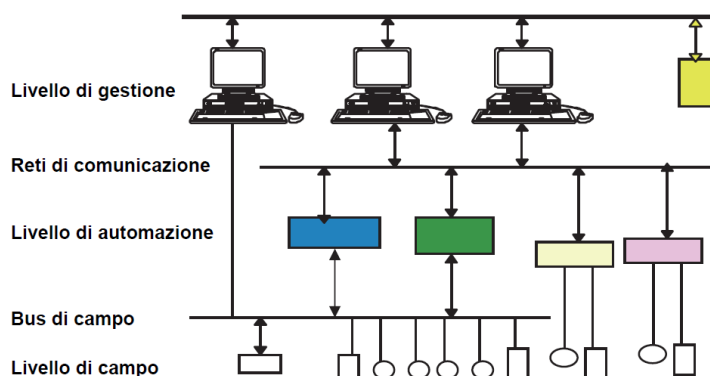 Livello di gestione
Reti di comunicazione
Livello di automazione
Bus di campo
Livello di campo